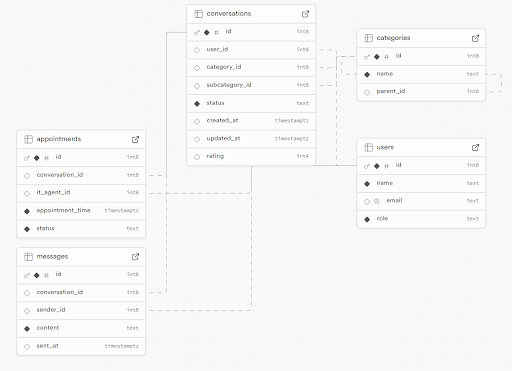 conversations
id int8
user_id int8
category_id int8
subcategory_id int8
status text
created_at timestamptz
updated_at timestamptz
rating int4
categories
id int8
name text
parent_id int8
appointments
id int8
conversation_id int8
it_agent_id int8
appointment_time timestamptz
status text
users
id int8
name text
email text
role text
messages
id int8
conversation_id int8
sender_id int8
content text
sent_at timestamptz